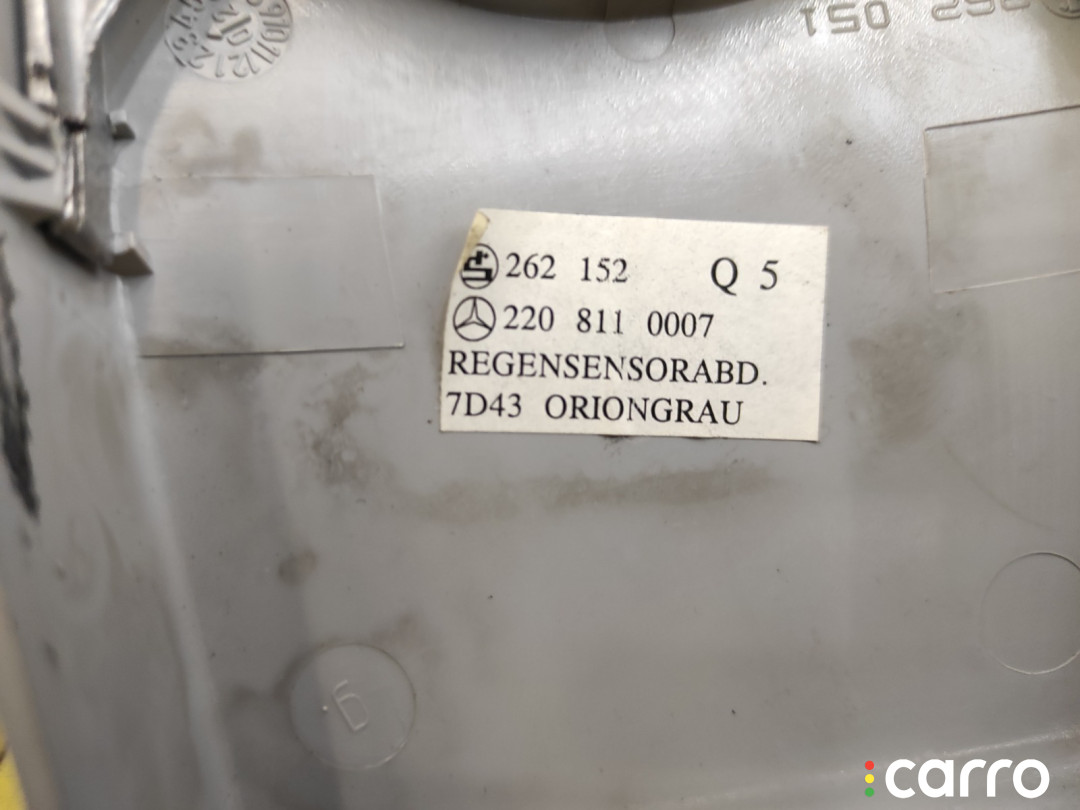 262 152 Q 5
220 811 0007
REGENSENSORABD.
7D43 ORIONGRAU
carro